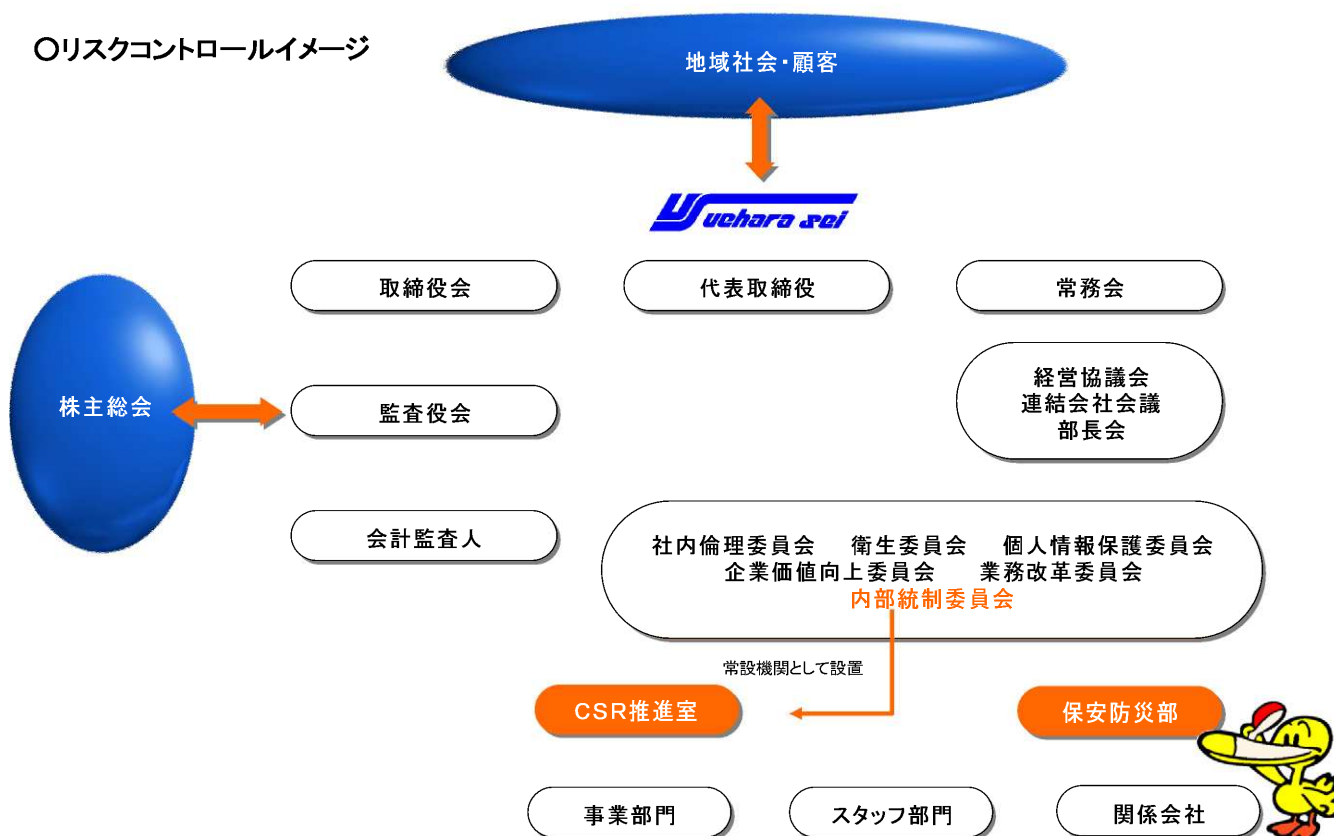 〇リスクコントロールイメージ
地域社会・顧客
uehara sei
取締役会
代表取締役
常務会
経営協議会
連結会社会議
部長会
株主総会
監査役会
会計監査人
社内倫理委員会 衛生委員会 個人情報保護委員会
企業価値向上委員会 業務改革委員会
内部統制委員会
常設機関として設置
CSR推進室
保安防災部
事業部門
スタッフ部門
関係会社